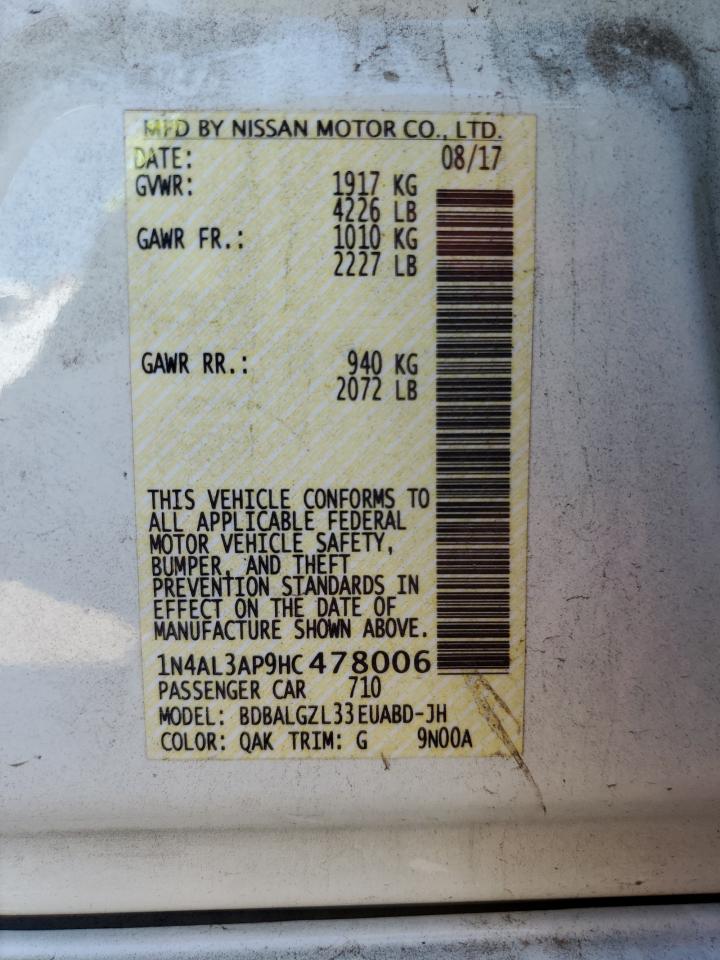 MFD BY NISSAN MOTOR CO., LTD.
DATE: 08/17
GVWR: 1917 KG
4226 LB
GAWR FR.: 1010 KG
2227 LB
GAWR RR.: 940 KG
2072 LB
THIS VEHICLE CONFORMS TO
ALL APPLICABLE FEDERAL
MOTOR VEHICLE SAFETY,
BUMPER, AND THEFT
PREVENTION STANDARDS IN
EFFECT ON THE DATE OF
MANUFACTURE SHOWN ABOVE.
1N4AL3AP9HC478006
PASSENGER CAR 710
MODEL: BDBALGZL33EUABD-JH
COLOR: QAK TRIM: G 9N00A